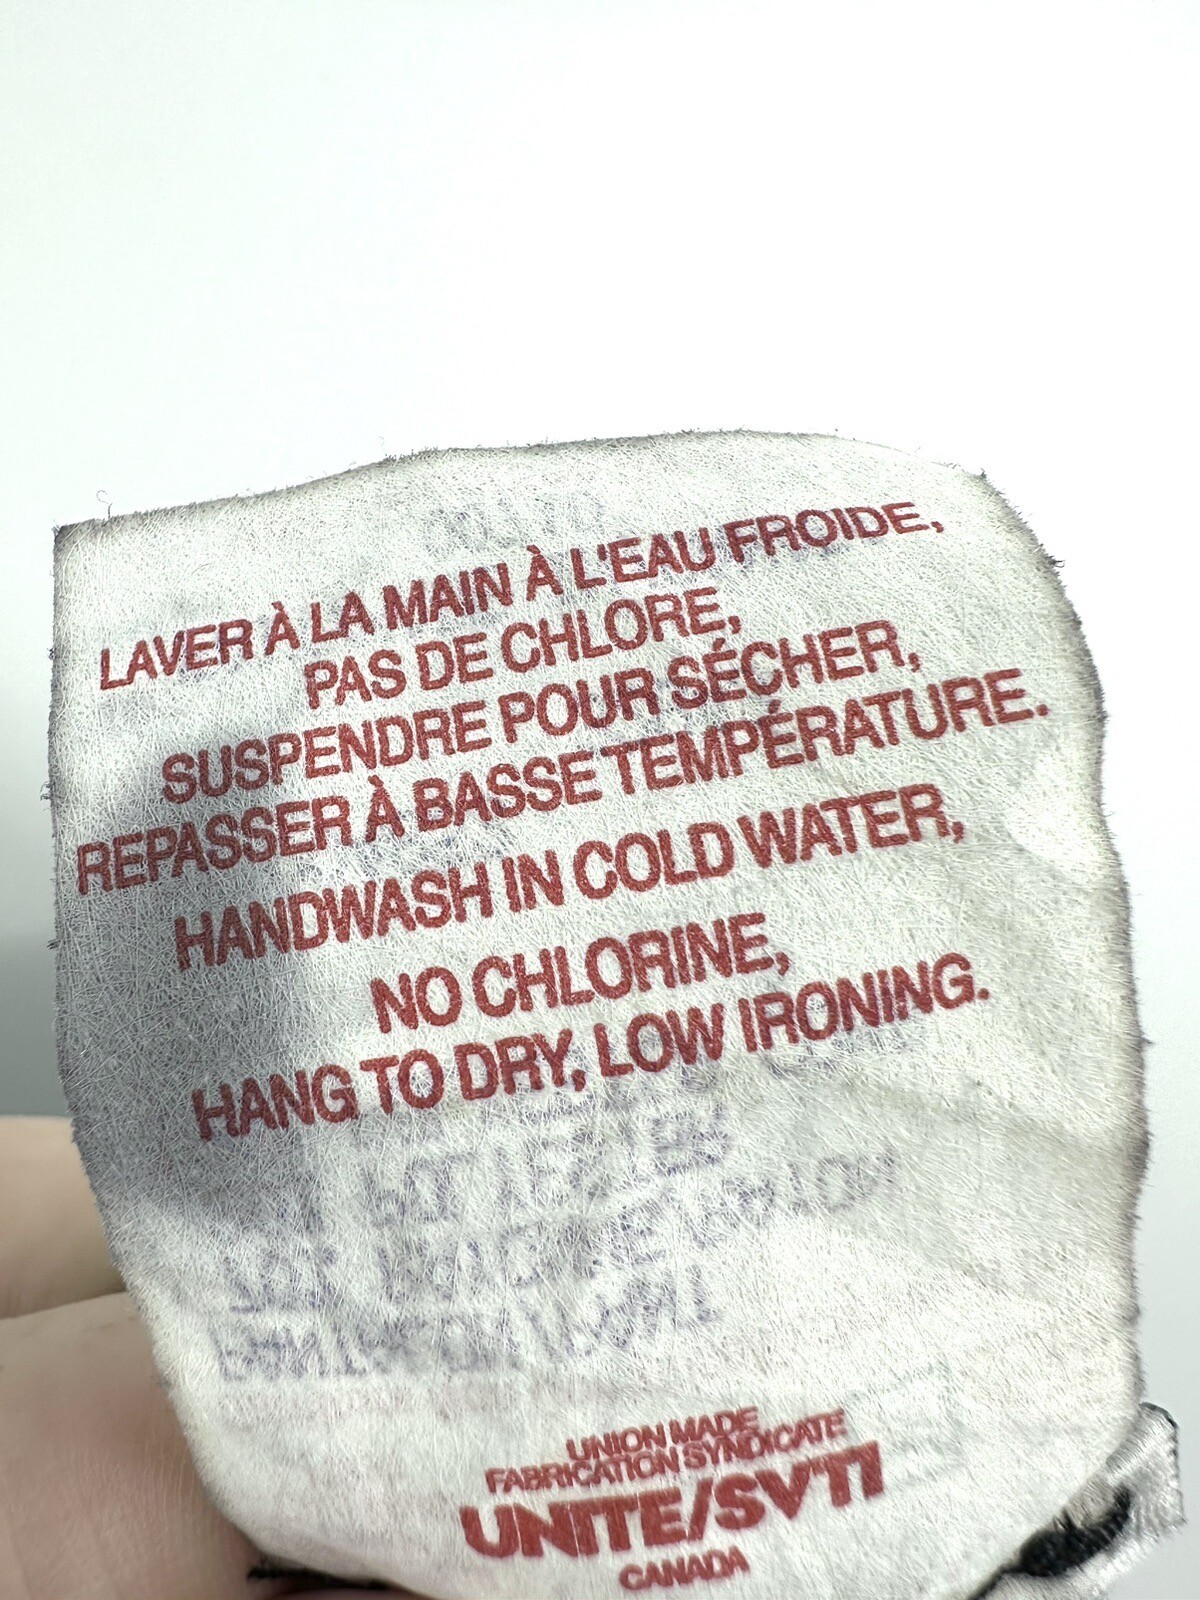 LAVER À LA MAIN À L'EAU FROIDE,
PAS DE CHLORE,
SUSPENDRE POUR SÉCHER,
REPASSER À BASSE TEMPÉRATURE.
HANDWASH IN COLD WATER,
NO CHLORINE,
HANG TO DRY, LOW IRONING.
UNION MADE
FABRICATION SYNDICATE
UNITE/SVTI
CANADA